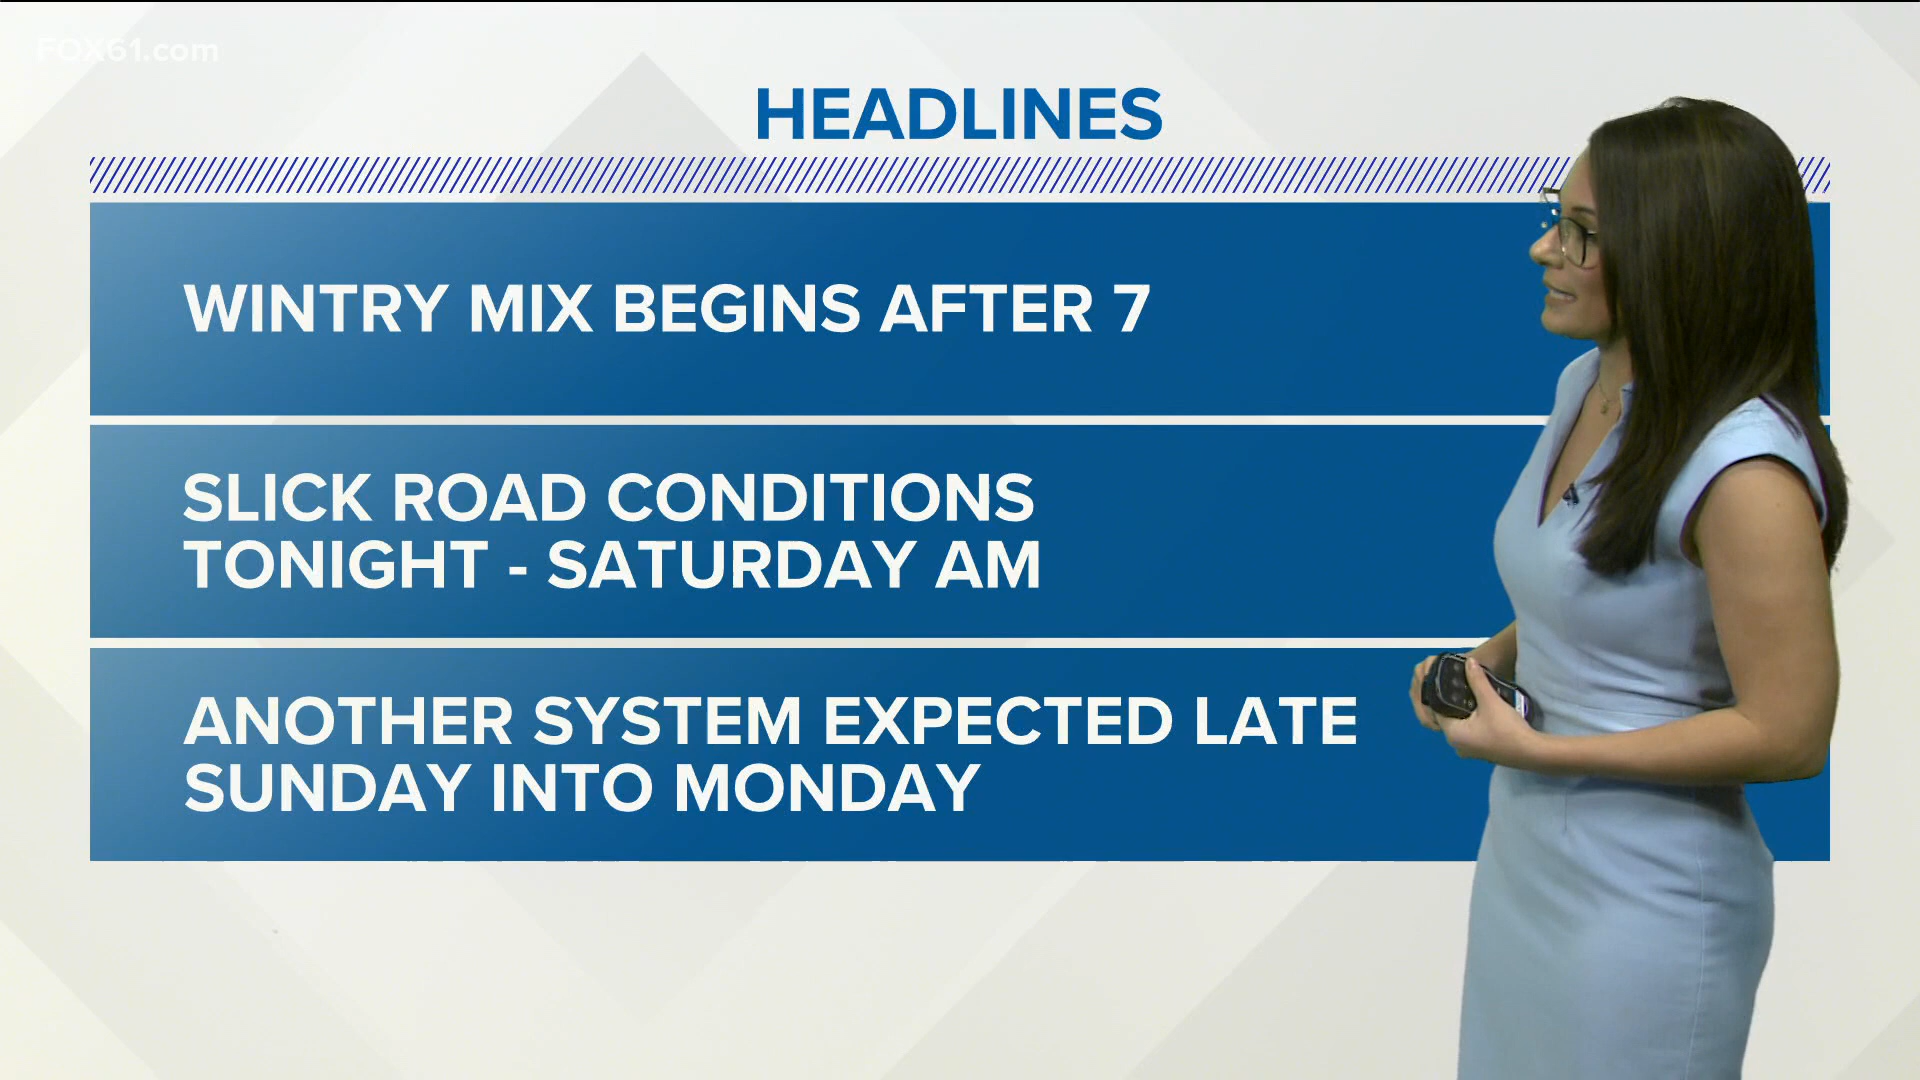 FOX61.com
HEADLINES
WINTRY MIX BEGINS AFTER 7
SLICK ROAD CONDITIONS
TONIGHT - SATURDAY AM
ANOTHER SYSTEM EXPECTED LATE
SUNDAY INTO MONDAY